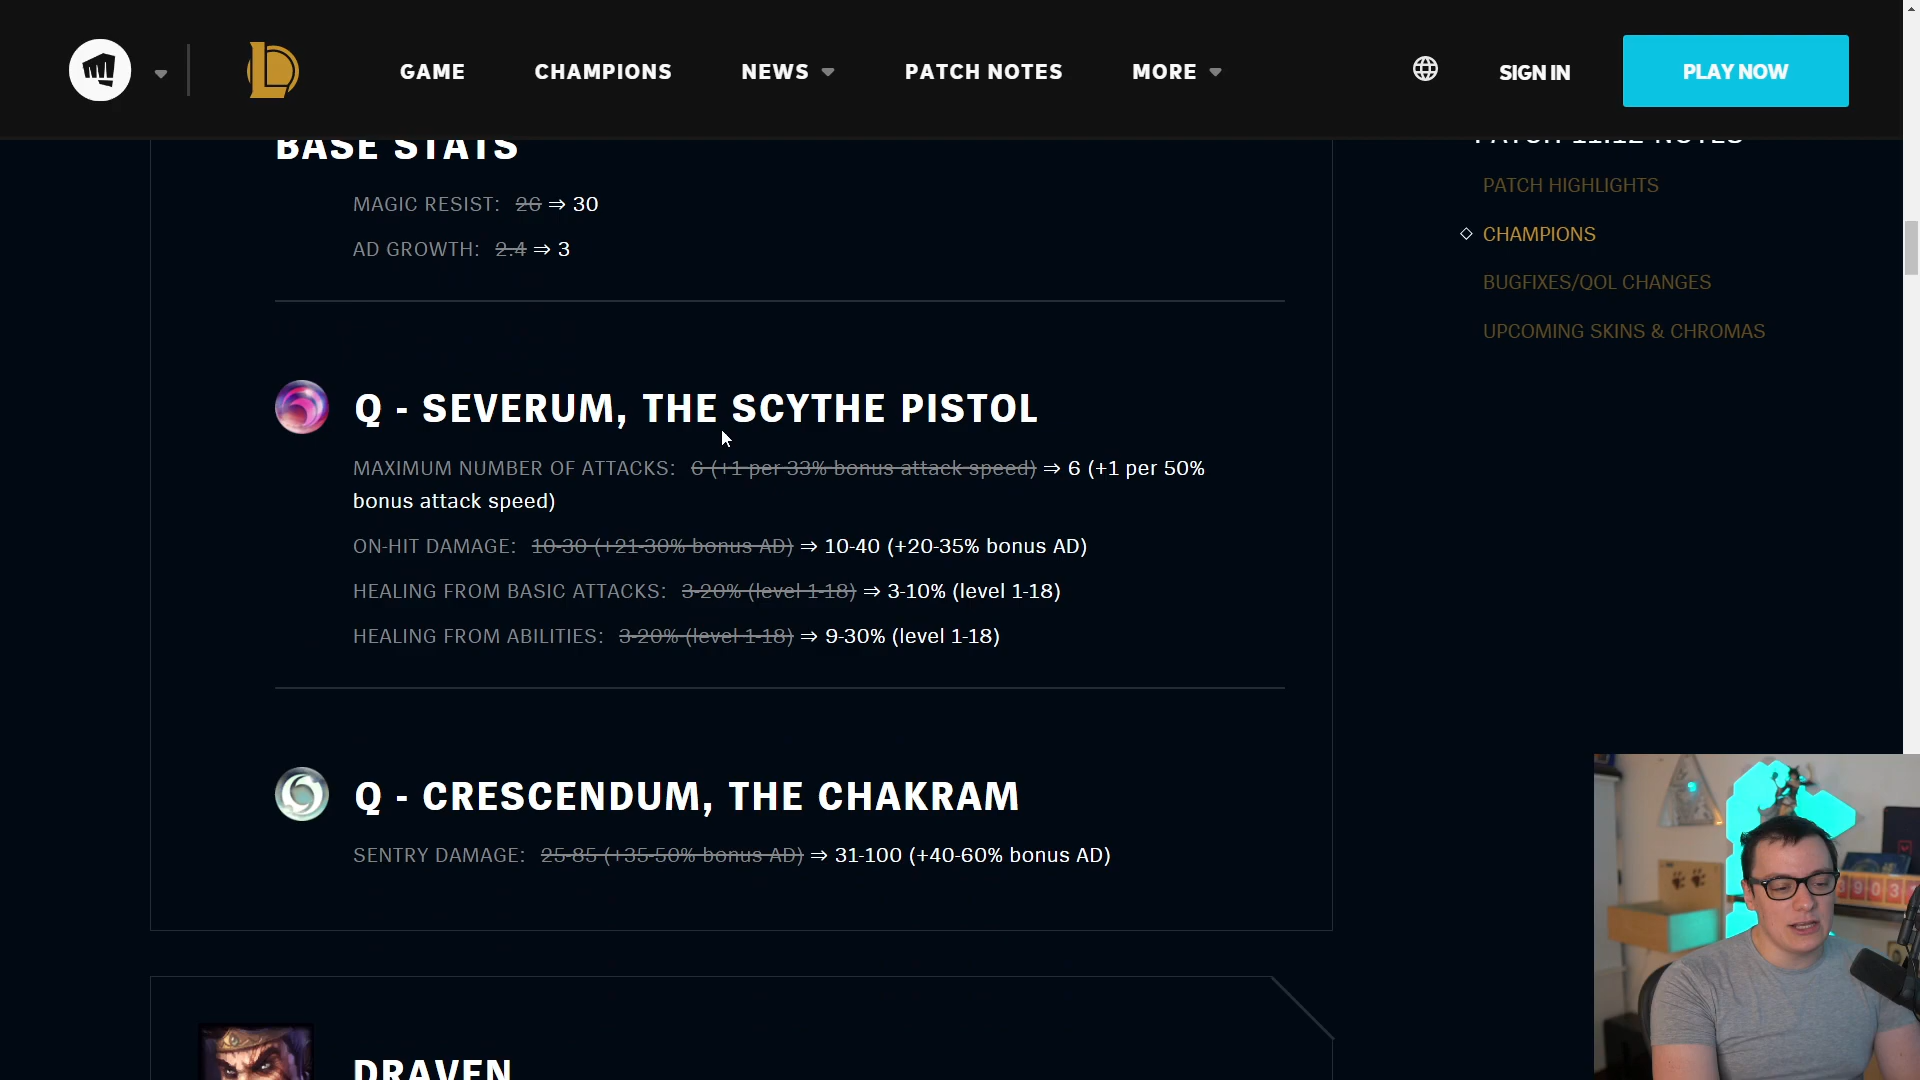 GAME
CHAMPIONS
NEWS
PATCH NOTES
MORE
SIGN IN
PLAY NOW
BASE STATS
MAGIC RESIST: 26 ⇒ 30
AD GROWTH: 2.4 ⇒ 3
Q - SEVERUM, THE SCYTHE PISTOL
MAXIMUM NUMBER OF ATTACKS: 6 (+1 per 33% bonus attack speed) ⇒ 6 (+1 per 50%
bonus attack speed)
ON-HIT DAMAGE: 10-30 (+21-30% bonus AD) ⇒ 10-40 (+20-35% bonus AD)
HEALING FROM BASIC ATTACKS: 3-20% (level 1-18) ⇒ 3-10% (level 1-18)
HEALING FROM ABILITIES: 3-20% (level 1-18) ⇒ 9-30% (level 1-18)
Q - CRESCENDUM, THE CHAKRAM
SENTRY DAMAGE: 25-85 (+35-50% bonus AD) ⇒ 31-100 (+40-60% bonus AD)
DRAVEN
PATCH 11.12 NOTES
PATCH HIGHLIGHTS
CHAMPIONS
BUGFIXES/QOL CHANGES
UPCOMING SKINS & CHROMAS